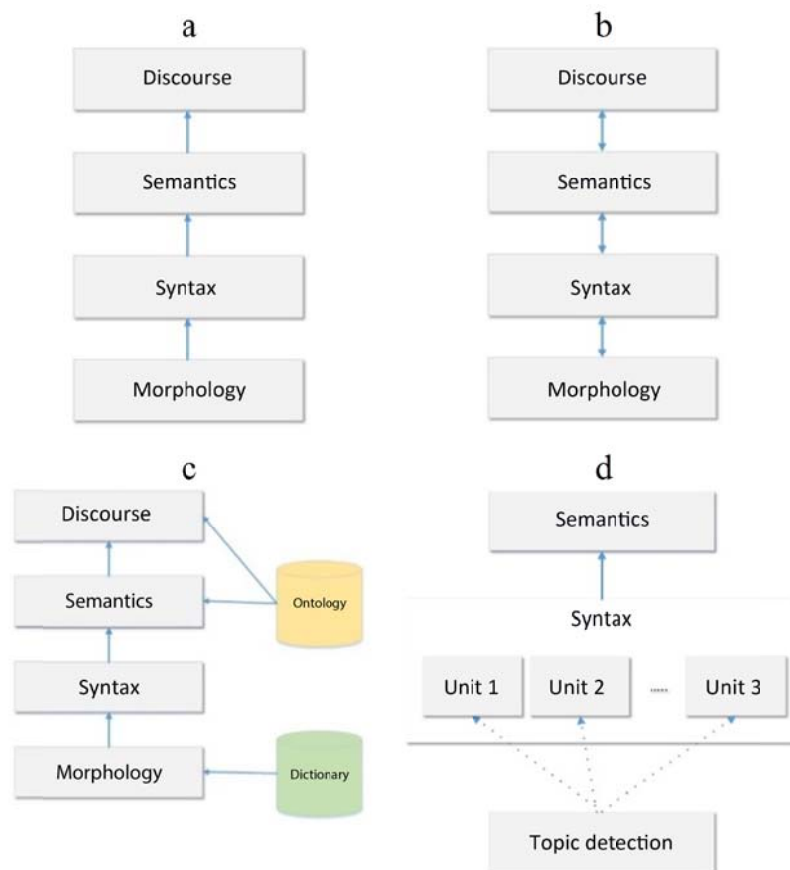 a
Discourse
Semantics
Syntax
Morphology
b
Discourse
Semantics
Syntax
Morphology
c
Discourse
Semantics
Syntax
Morphology
Ontology
Dictionary
d
Semantics
Syntax
Unit 1 Unit 2 ..... Unit 3
Topic detection